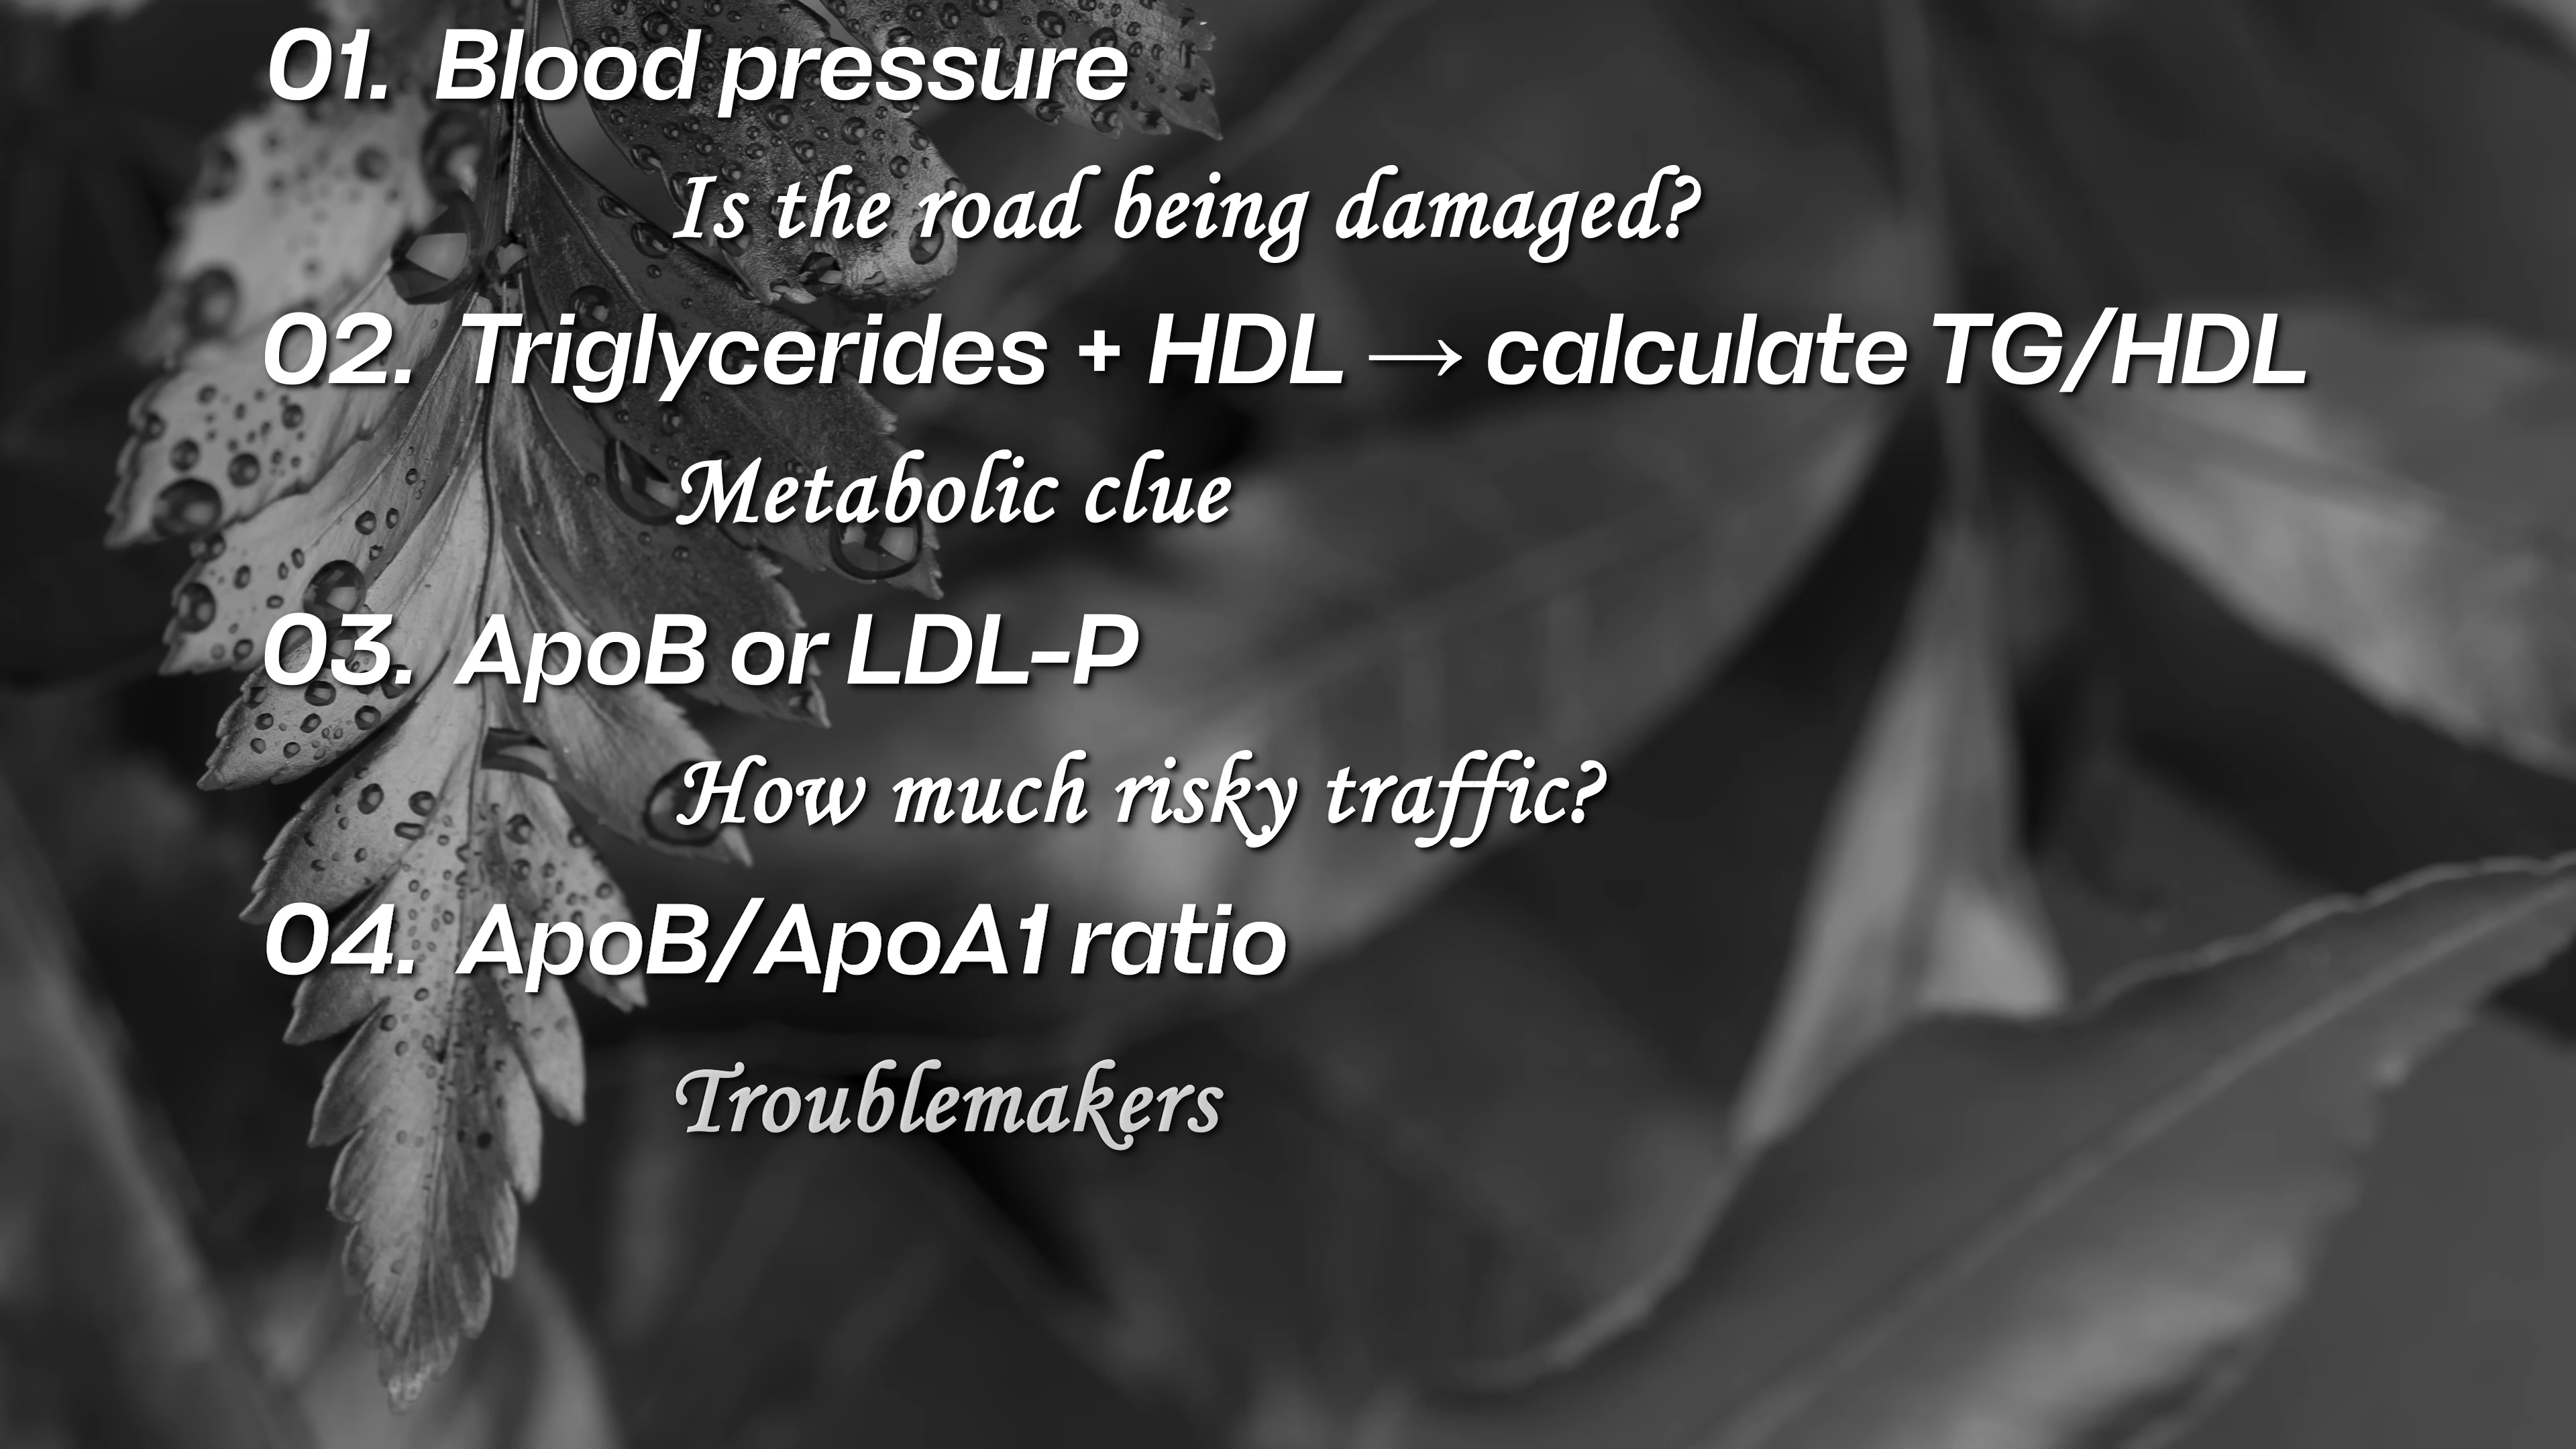 01. Blood pressure
Is the road being damaged?
02. Triglycerides + HDL → calculate TG/HDL
Metabolic clue
03. ApoB or LDL-P
How much risky traffic?
04. ApoB/ApoA1 ratio
Troublemakers